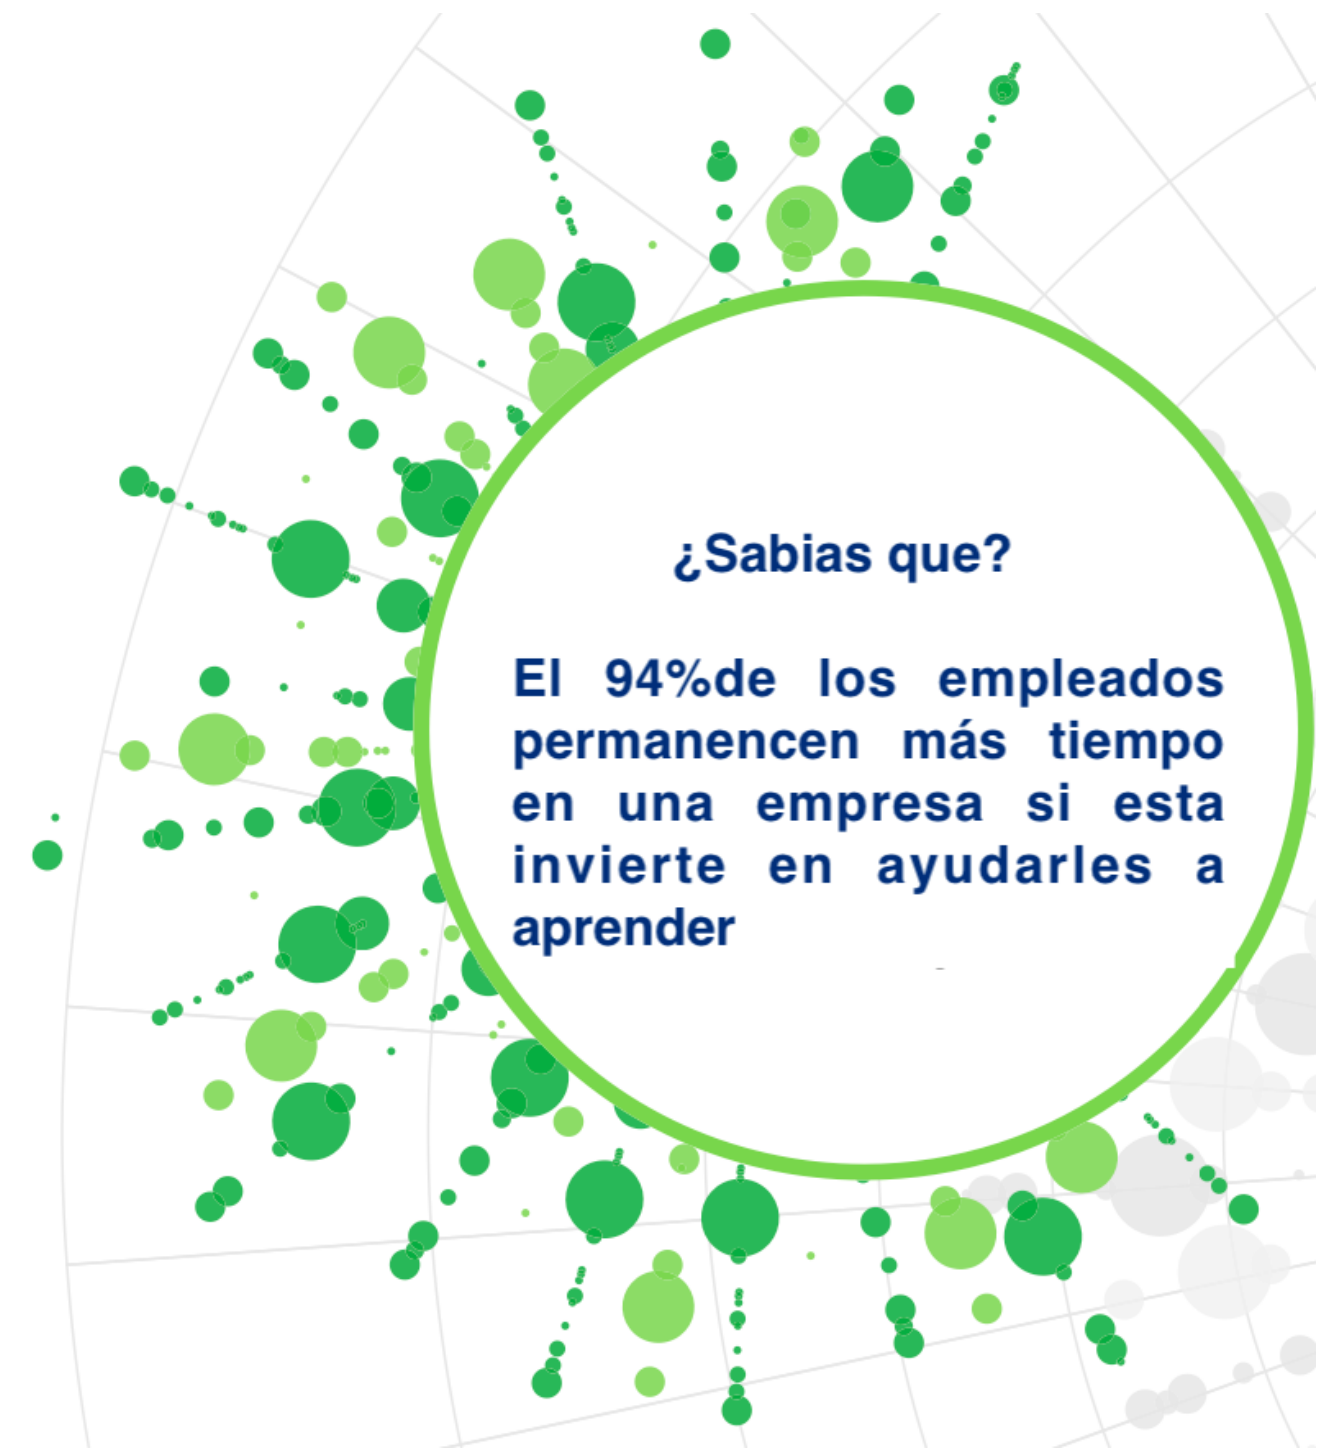 ¿Sabias que?
El 94%de los empleados
permanencen más tiempo
en una empresa si esta
invierte en ayudarles a
aprender